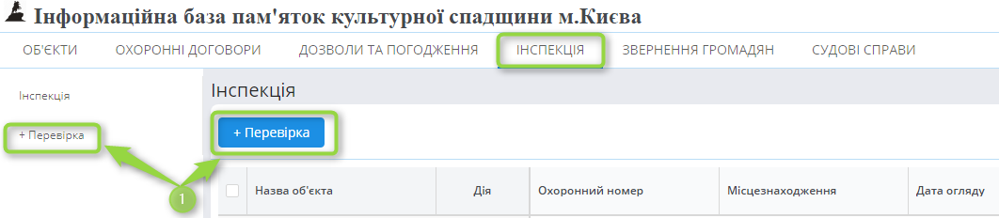 Інформаційна база пам'яток культурної спадщини м.Києва
ОБ'ЄКТИ ОХОРОННІ ДОГОВОРИ ДОЗВОЛИ ТА ПОГОДЖЕННЯ ІНСПЕКЦІЯ ЗВЕРНЕННЯ ГРОМАДЯН СУДОВІ СПРАВИ
Інспекція
+ Перевірка
Інспекція
+ Перевірка
1
Назва об'єкта Дія Охоронний номер Місцезнаходження Дата огляду